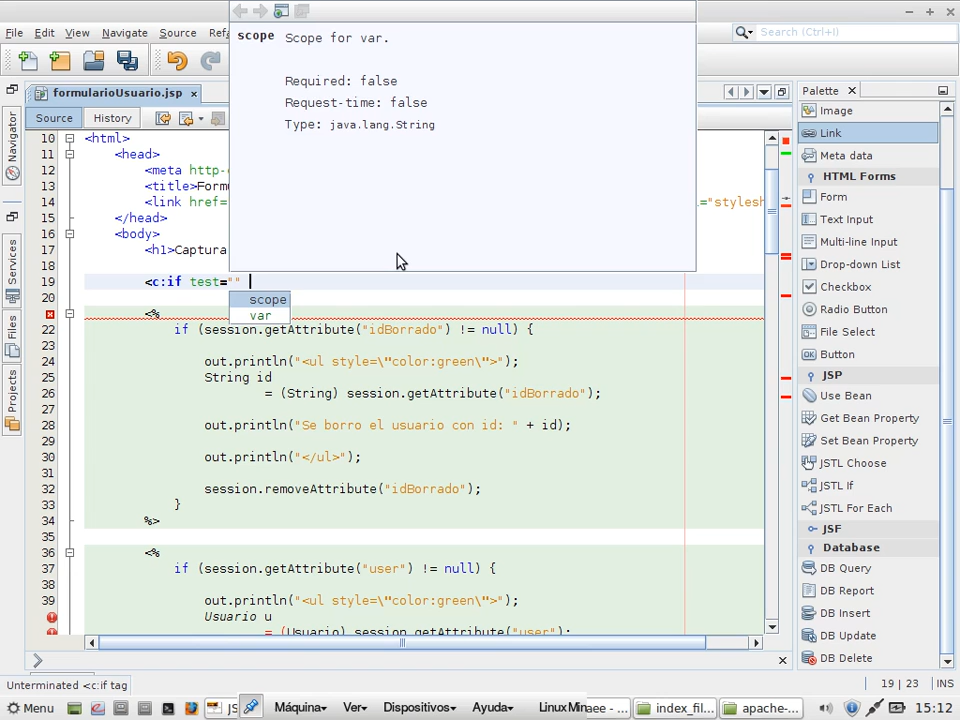 scope Scope for var.
Required: false
Request-time: false
Type: java.lang.String
File Edit View Navigate Source Ref
Search (Ctrl+I)
formularioUsuario.jsp
Palette
Source History
Navigator
Services
Files
Projects
10 <html>
11 <head>
12 <meta http-
13 <title>Form
14 <link href= ="stylesh
15 </head>
16 <body>
17 <h1>Captura
18
19 <c:if test=""
20
scope
var
<%
22 if (session.getAttribute("idBorrado") != null) {
23
24 out.println("<ul style=\"color:green\">");
25 String id
26 = (String) session.getAttribute("idBorrado");
27
28 out.println("Se borro el usuario con id: " + id);
29
30 out.println("</ul>");
31
32 session.removeAttribute("idBorrado");
33 }
34 %>
35
36 <%
37 if (session.getAttribute("user") != null) {
38
39 out.println("<ul style=\"color:green\">");
Usuario u
= (Usuario) session.getAttribute("user");
Image
Link
Meta data
HTML Forms
Form
Text Input
Multi-line Input
Drop-down List
Checkbox
Radio Button
File Select
Button
JSP
Use Bean
Get Bean Property
Set Bean Property
JSTL Choose
JSTL If
JSTL For Each
JSF
Database
DB Query
DB Report
DB Insert
DB Update
DB Delete
Unterminated <c:if tag
19 | 23
Menu
JS
Máquina Ver Dispositivos Ayuda
aee - ...
index_fil...
apache-...
15:12